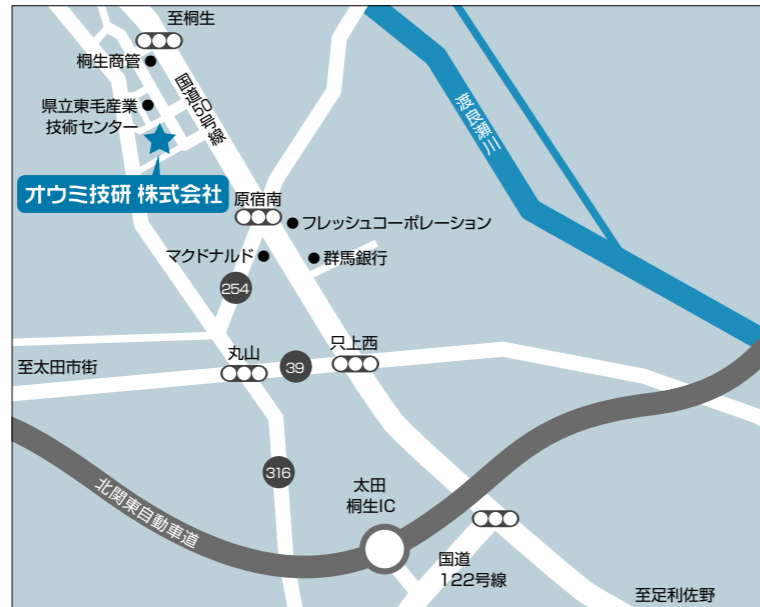 至桐生
桐生商管
国道50号線
県立東毛産業
技術センター
オウミ技研 株式会社
渡良瀬川
原宿南
フレッシュコーポレーション
マクドナルド
群馬銀行
254
丸山
只上西
至太田市街
39
316
北関東自動車道
太田
桐生IC
国道
122号線
至足利佐野